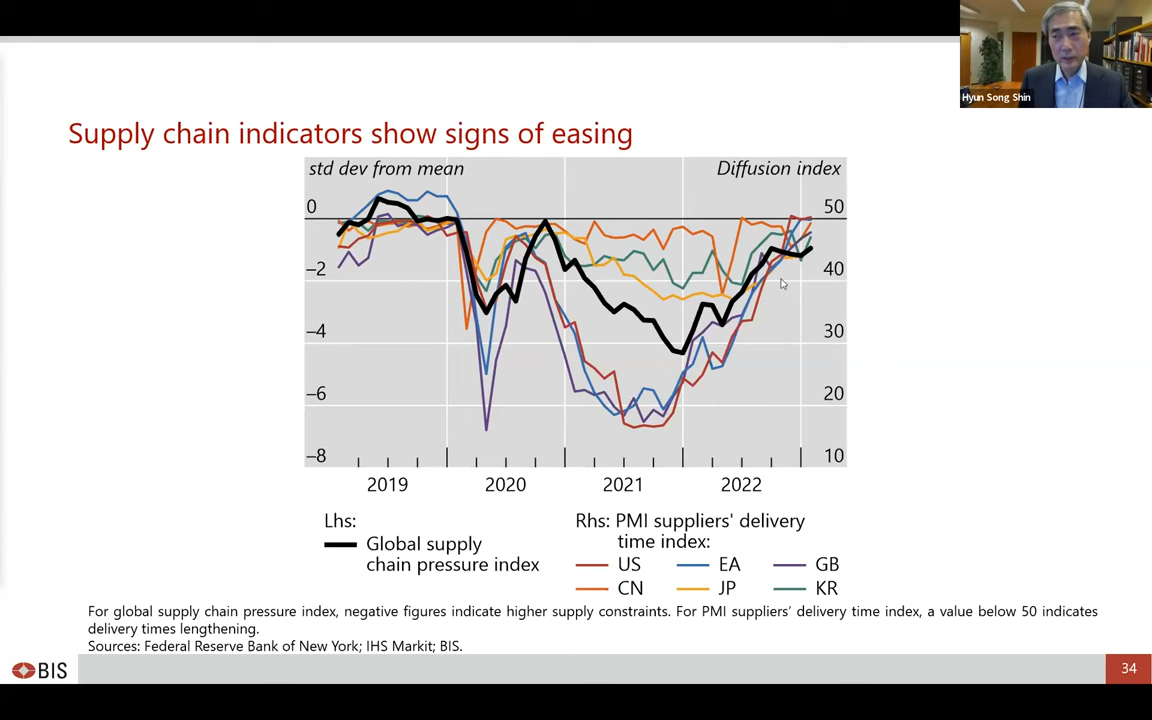 Hyun Song Shin
Supply chain indicators show signs of easing
std dev from mean
Diffusion index
0
50
–2
40
–4
30
–6
20
–8
10
2019
2020
2021
2022
Lhs:
Global supply
chain pressure index
Rhs: PMI suppliers' delivery
time index:
US
EA
GB
CN
JP
KR
For global supply chain pressure index, negative figures indicate higher supply constraints. For PMI suppliers’ delivery time index, a value below 50 indicates
delivery times lengthening.
Sources: Federal Reserve Bank of New York; IHS Markit; BIS.
BIS
34